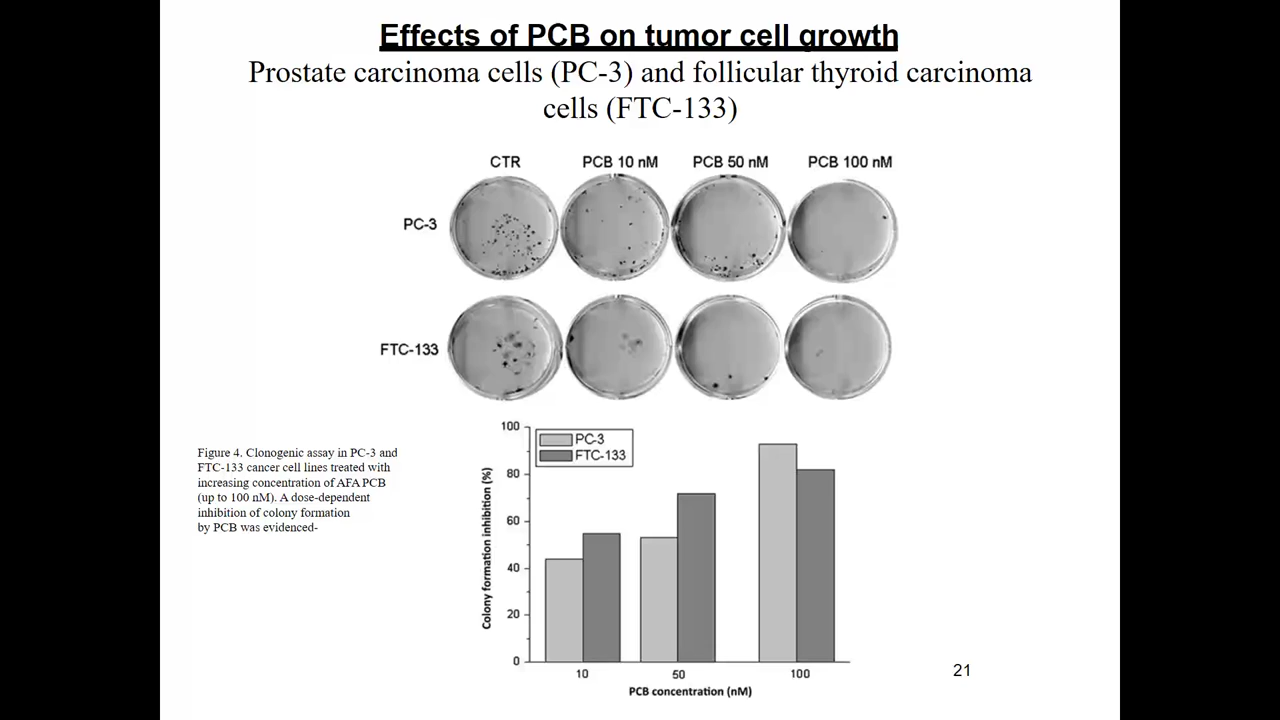 Effects of PCB on tumor cell growth
Prostate carcinoma cells (PC-3) and follicular thyroid carcinoma
cells (FTC-133)
CTR PCB 10 nM PCB 50 nM PCB 100 nM
PC-3
FTC-133
Figure 4. Clonogenic assay in PC-3 and
FTC-133 cancer cell lines treated with
increasing concentration of AFA PCB
(up to 100 nM). A dose-dependent
inhibition of colony formation
by PCB was evidenced-
Colony formation inhibition (%)
100
80
60
40
20
0
PC-3
FTC-133
10 50 100
PCB concentration (nM)
21